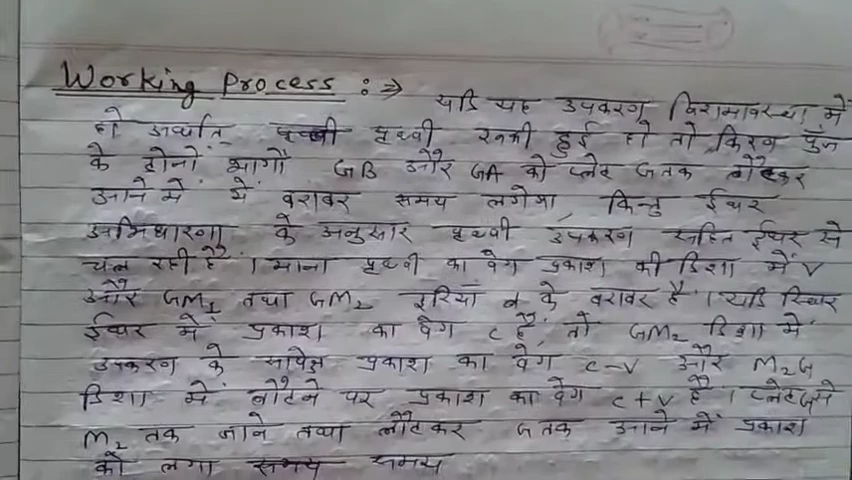 Working Process :⇒ यदि यह उपकरण विरामावस्था में
हो अर्थात् पृथ्वी पृथ्वी रुकी हुई हो तो किरण पुंज
के दोनों भागों GB और GA को प्लेट G तक लौटकर
आने में में बराबर समय लगेगा, किन्तु ईथर
उपभिधारणा के अनुसार पृथ्वी उपकरण सहित ईथर से
चल रही है। माना पृथ्वी का वेग प्रकाश की दिशा में v
और GM₁ तथा GM₂ दूरियाँ d के बराबर है। यदि स्थिर
ईथर में प्रकाश का वेग c है, तो GM₂ दिशा में
उपकरण के सापेक्ष प्रकाश का वेग c-v और M₂G
दिशा में लौटने पर प्रकाश का वेग c+v है। प्लेट G से
M₂ तक जाने तथा लौटकर G तक आने में प्रकाश
को लगा समय समय